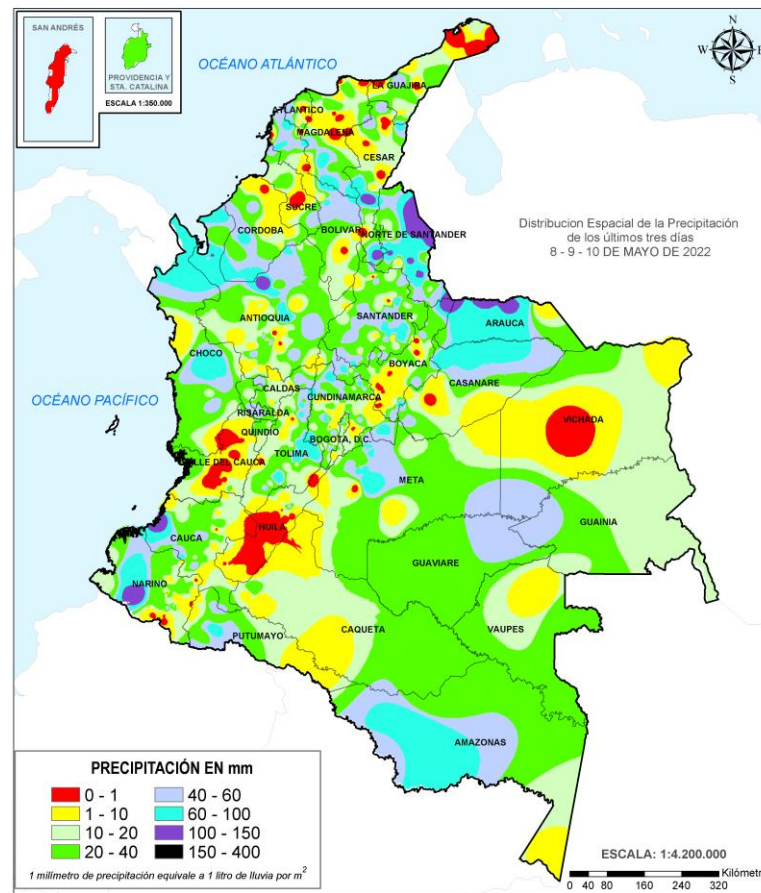 SAN ANDRÉS
PROVIDENCIA Y
STA. CATALINA
ESCALA 1:350.000
OCÉANO ATLÁNTICO
N
W
E
S
LA GUAJIRA
ATLANTICO
MAGDALENA
CESAR
SUCRE
CORDOBA
BOLIVAR
NORTE DE SANTANDER
Distribucion Espacial de la Precipitación
de los últimos tres días
8 - 9 - 10 DE MAYO DE 2022
ANTIOQUIA
SANTANDER
ARAUCA
CHOCO
BOYACA
CASANARE
CALDAS
CUNDINAMARCA
OCÉANO PACÍFICO
RISARALDA
VICHADA
QUINDIO
BOGOTA, D.C.
TOLIMA
VALLE DEL CAUCA
META
GUAINIA
HUILA
CAUCA
GUAVIARE
NARIÑO
CAQUETA
VAUPES
PUTUMAYO
AMAZONAS
PRECIPITACIÓN EN mm
0 - 1
40 - 60
1 - 10
60 - 100
10 - 20
100 - 150
20 - 40
150 - 400
1 milímetro de precipitación equivale a 1 litro de lluvia por m2
ESCALA: 1:4.200.000
Kilómet
0 40 80 160 240 320